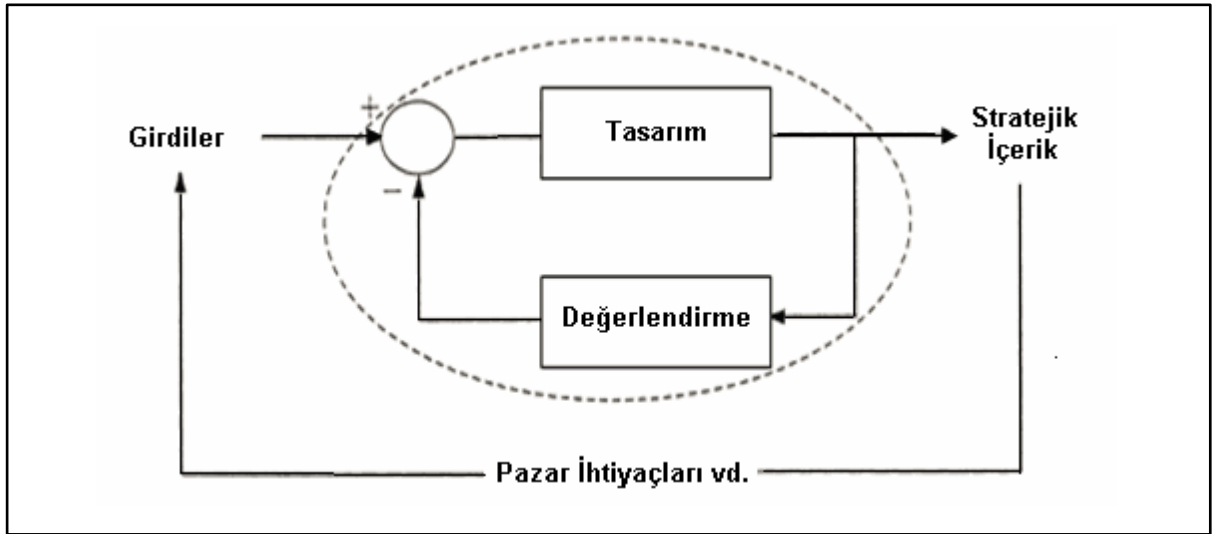 Girdiler
+
−
Tasarım
Stratejik
İçerik
Değerlendirme
Pazar İhtiyaçları vd.